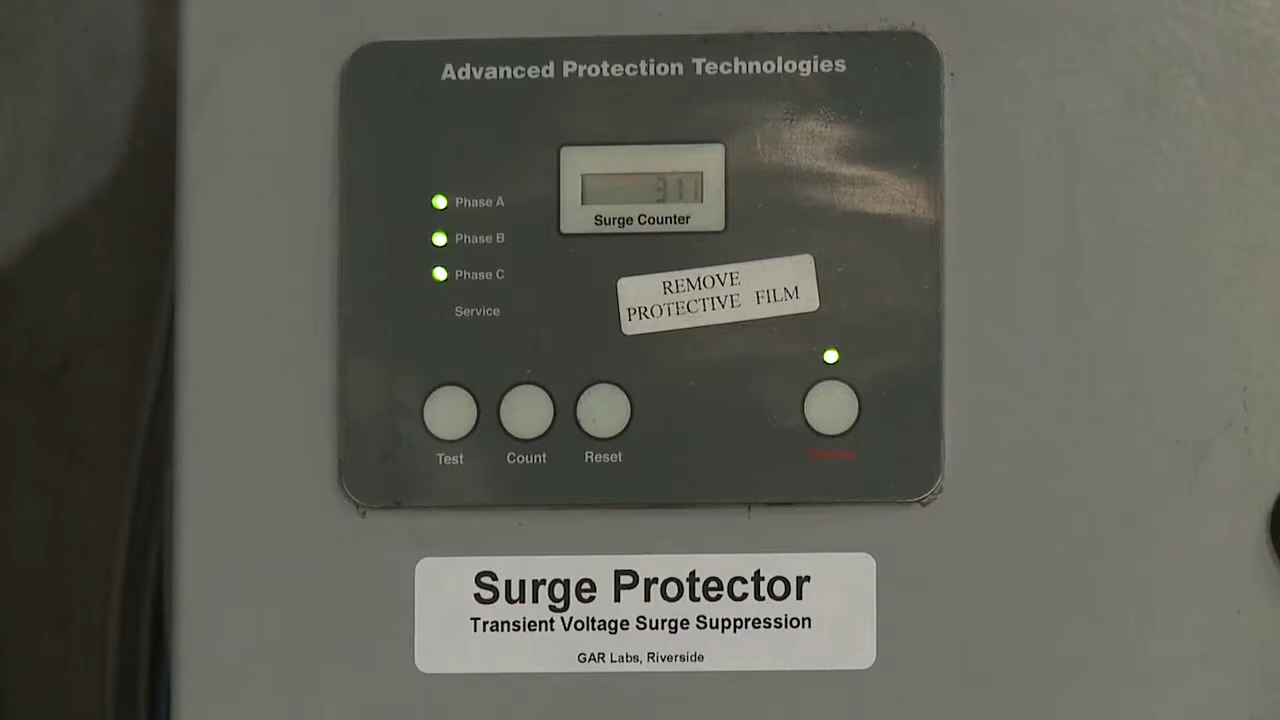 Advanced Protection Technologies
311
Surge Counter
Phase A
Phase B
Phase C
Service
REMOVE
PROTECTIVE FILM
Test
Count
Reset
Surge Protector
Transient Voltage Surge Suppression
GAR Labs, Riverside